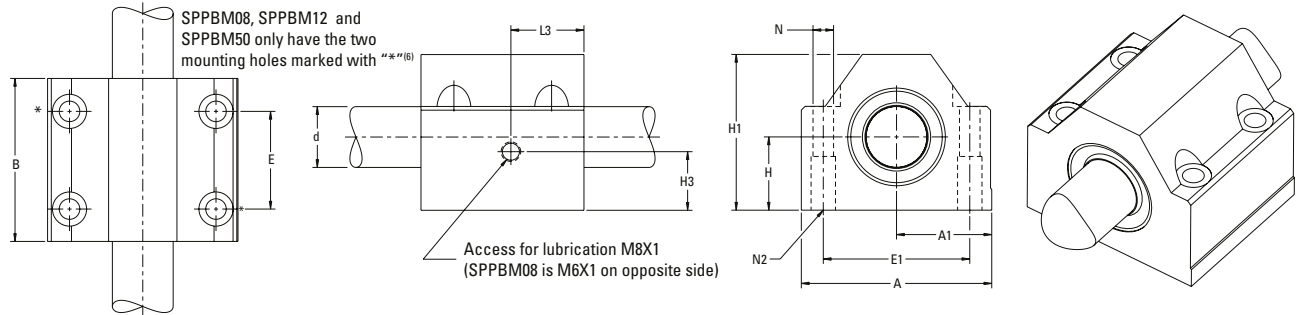 SPPBM08, SPPBM12 and
SPPBM50 only have the two
mounting holes marked with “*”(6)
*
B
E
*
L3
d
H3
Access for lubrication M8X1
(SPPBM08 is M6X1 on opposite side)
N
H1
H
N2
A1
E1
A